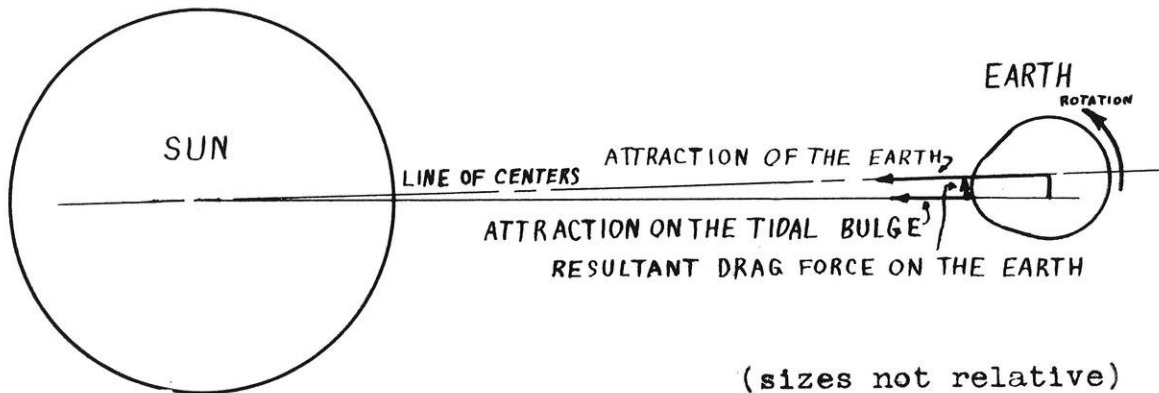 EARTH
ROTATION
SUN
ATTRACTION OF THE EARTH
LINE OF CENTERS
ATTRACTION ON THE TIDAL BULGE
RESULTANT DRAG FORCE ON THE EARTH
(sizes not relative)